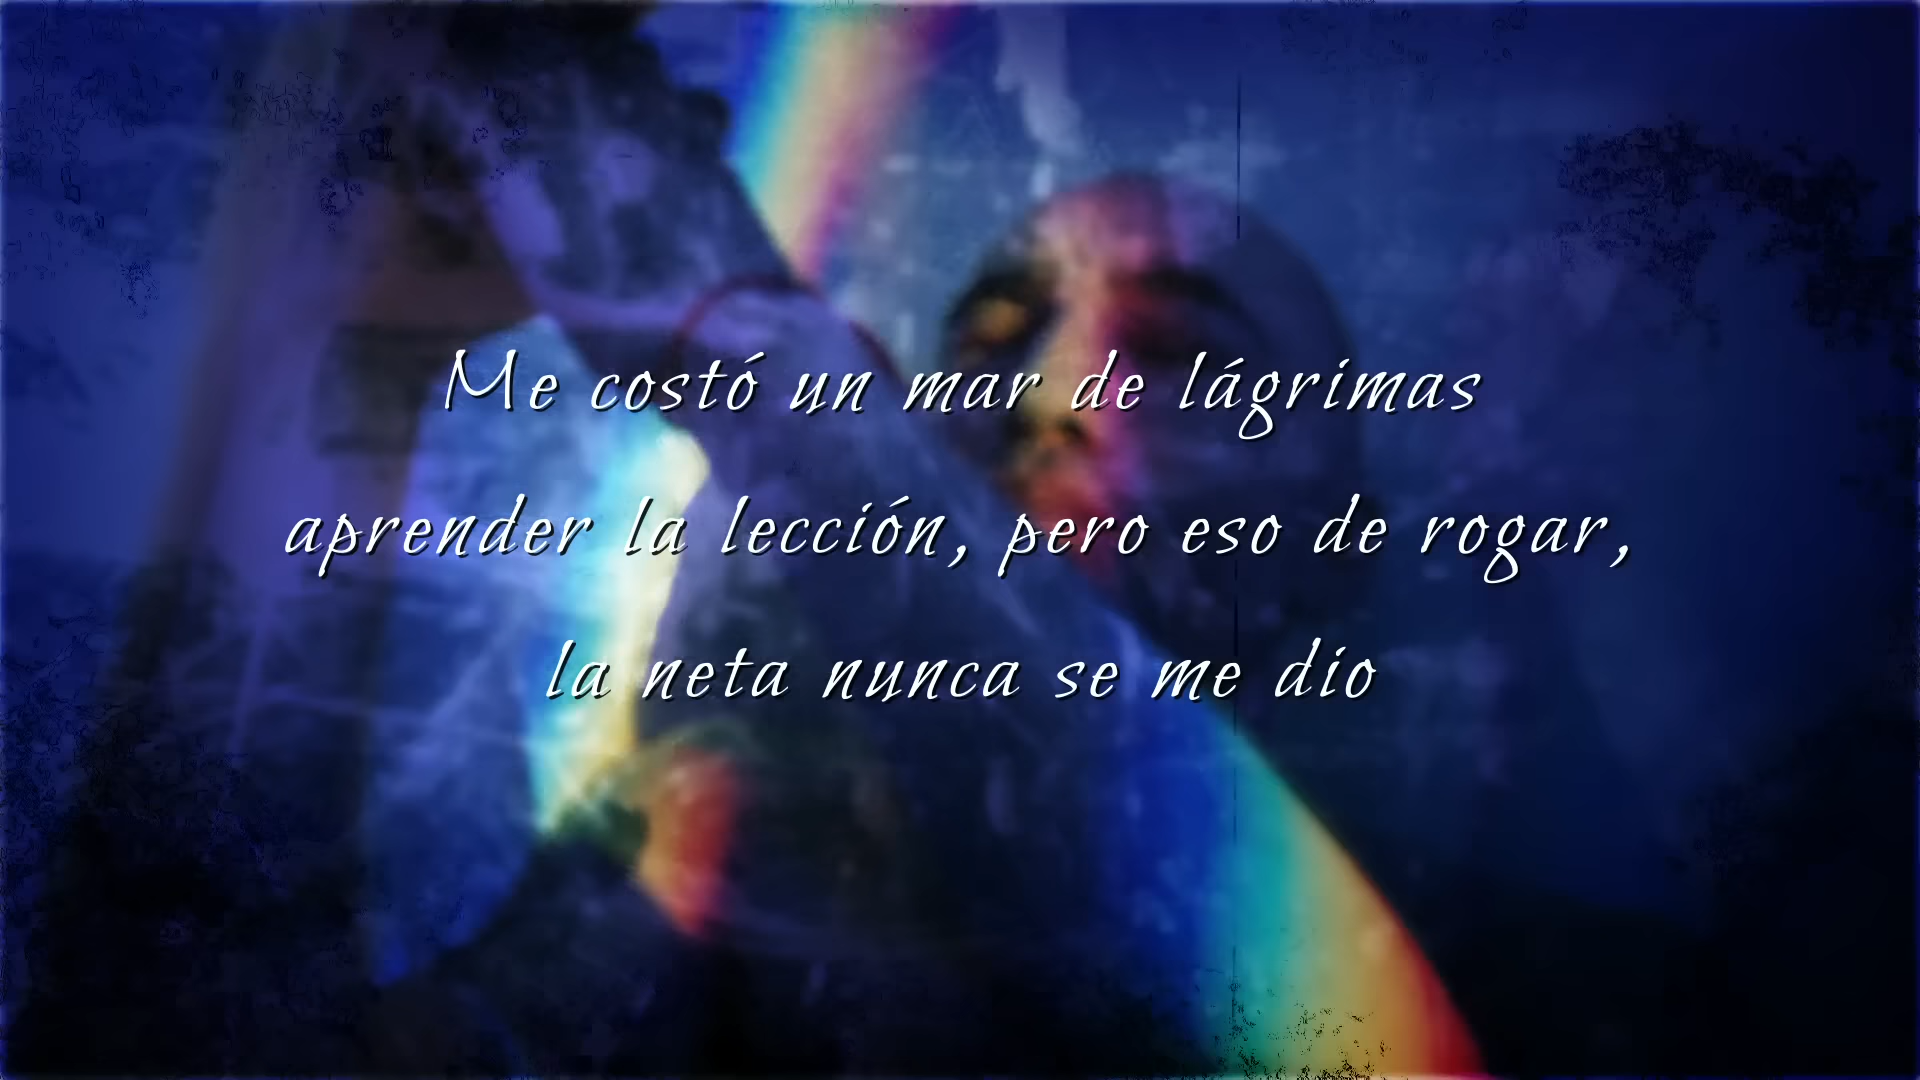 Me costó un mar de lágrimas
aprender la lección, pero eso de rogar,
la neta nunca se me dio